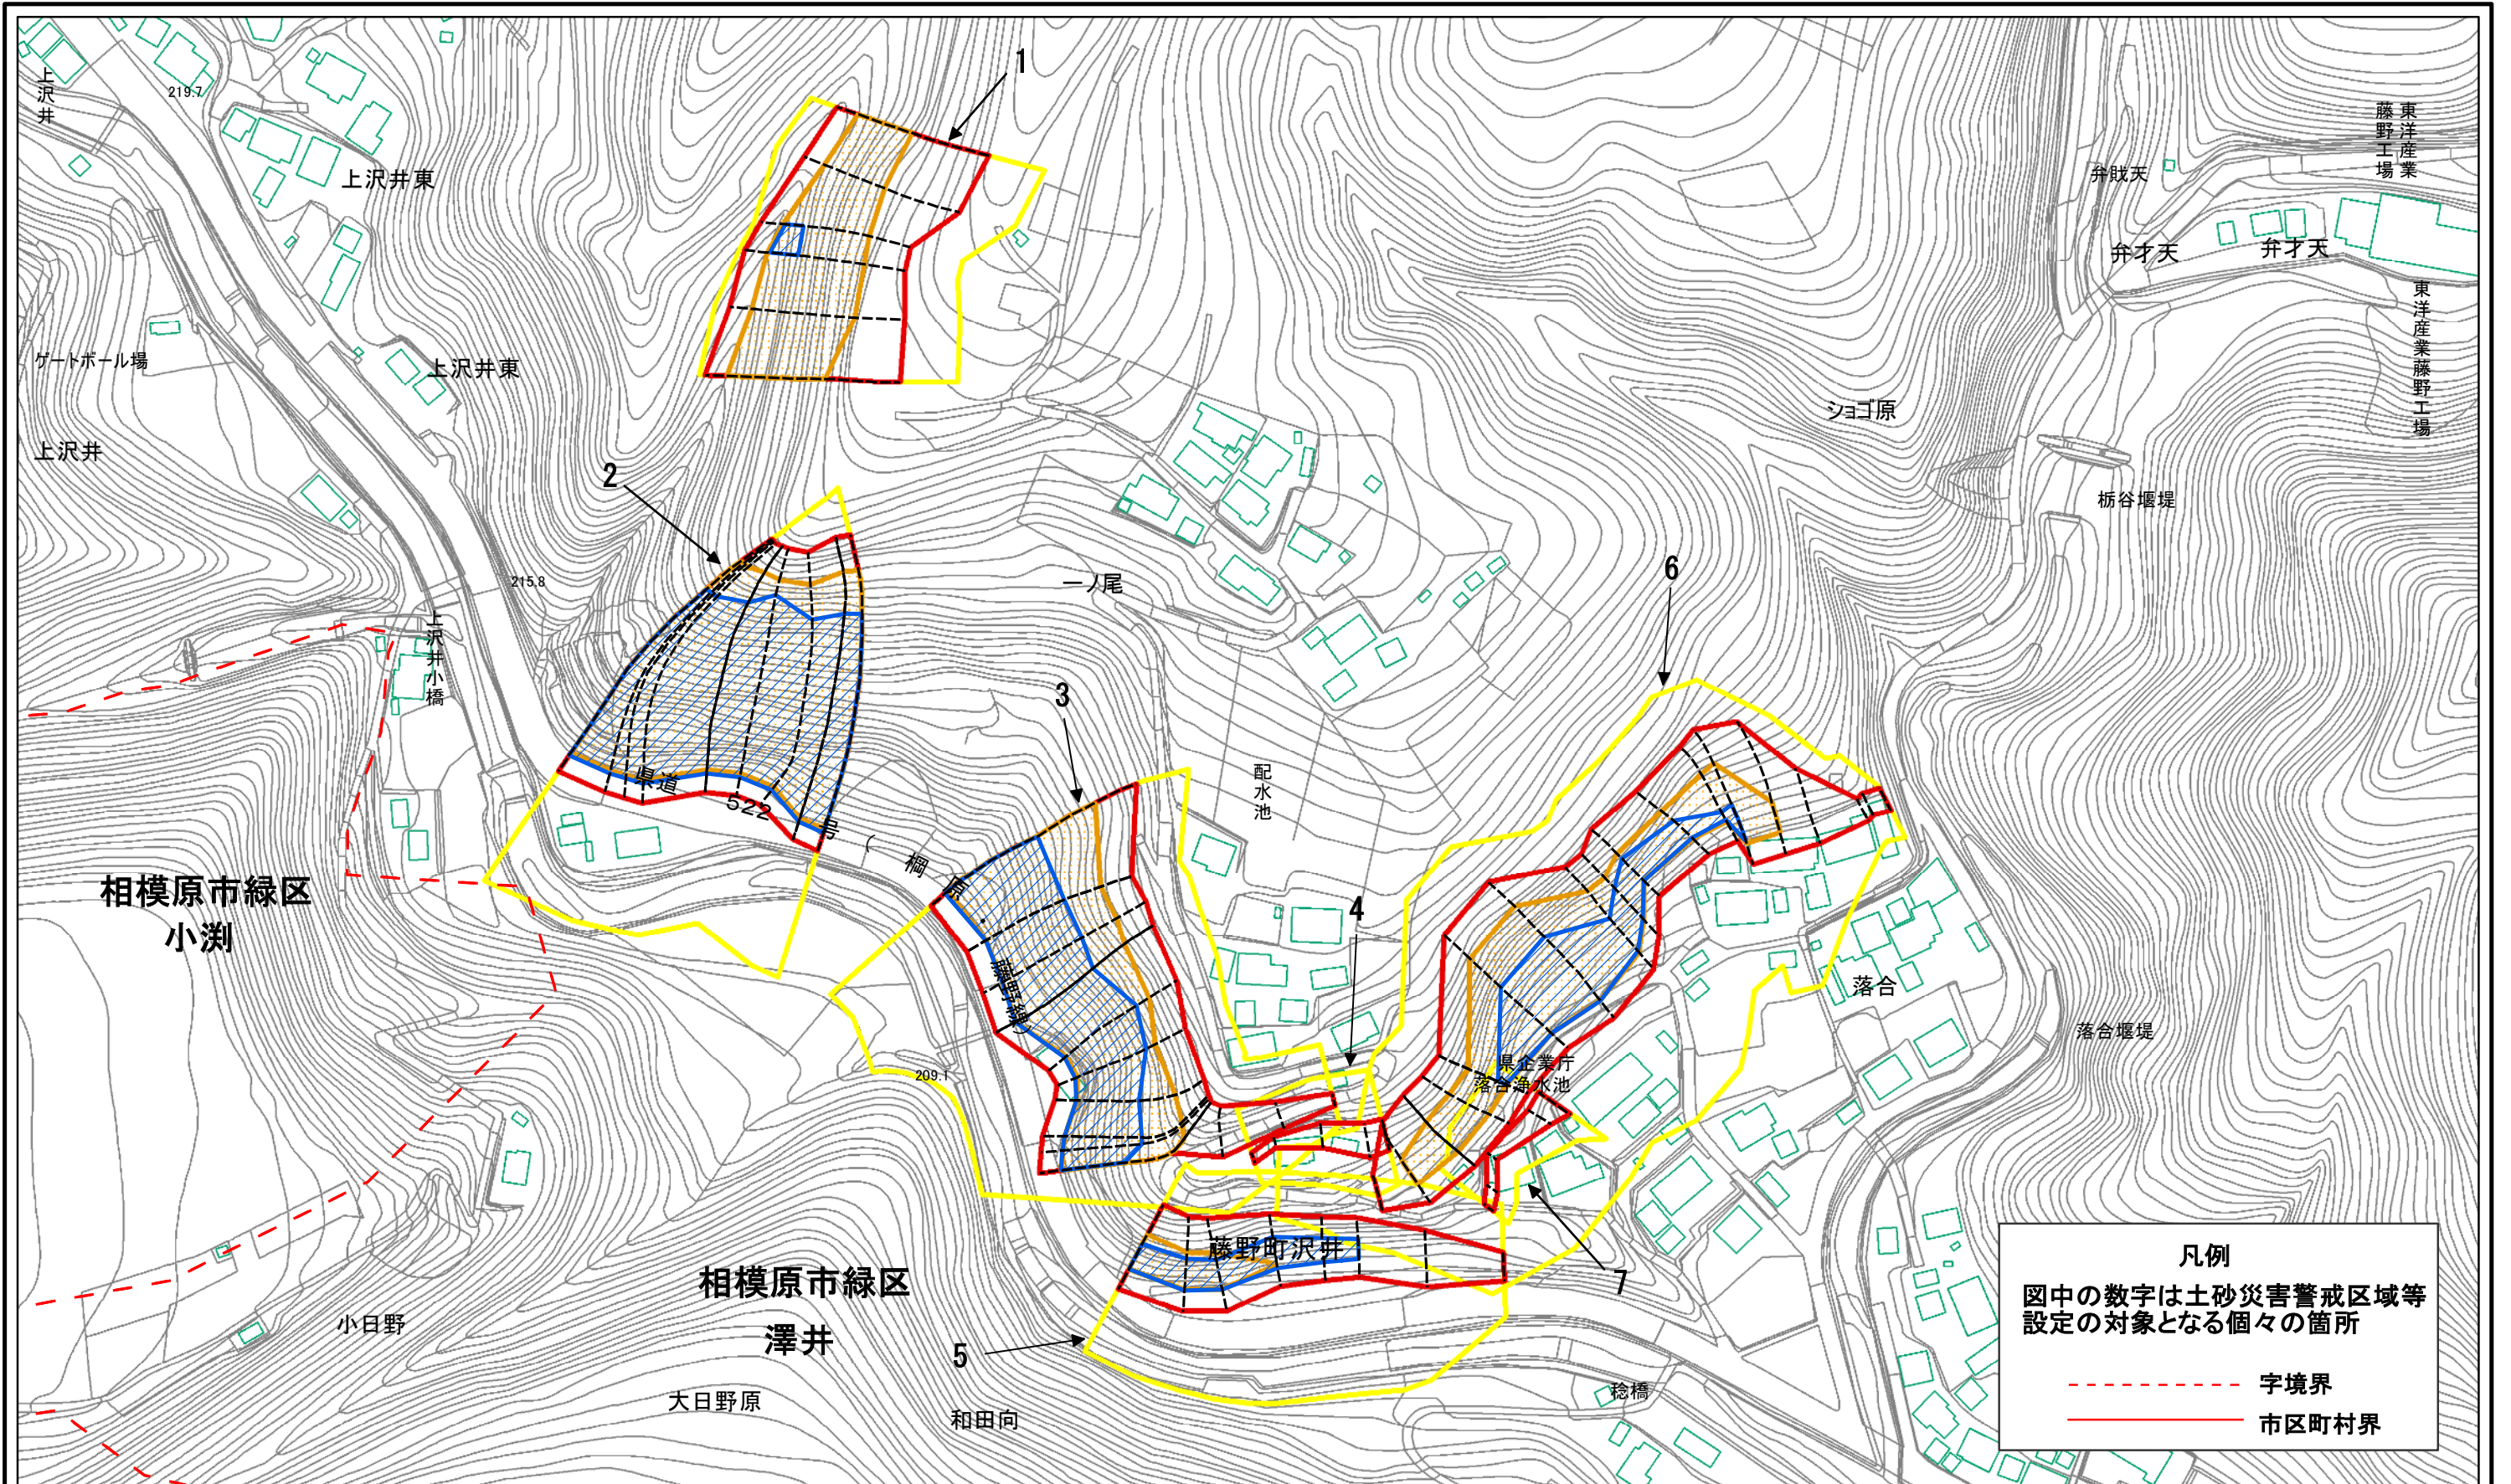 上沢井
219.7
上沢井東
1
東洋産業
藤野工場
弁財天
弁才天
弁才天
東洋産業藤野工場
ゲートボール場
上沢井東
上沢井
ショゴ原
2
栃谷堰堤
215.8
一ノ尾
6
上沢井小橋
3
県道
522
号(
棡
原
・
藤野線)
配水池
相模原市緑区
小渕
4
落合
落合堰堤
209.1
県企業庁
落合浄水池
藤野町沢井
7
相模原市緑区
澤井
小日野
5
大日野原
和田向
稔橋
凡例
図中の数字は土砂災害警戒区域等
設定の対象となる個々の箇所
字境界
市区町村界